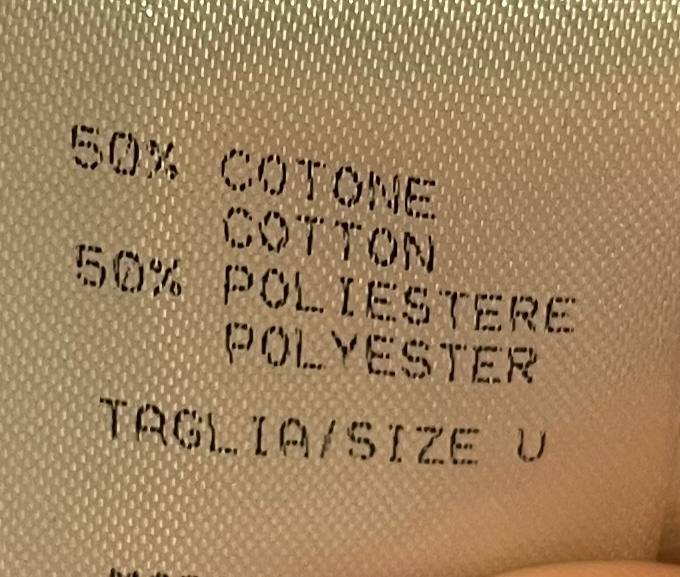 50% COTONE
COTTON
50% POLIESTERE
POLYESTER
TAGLIA/SIZE U